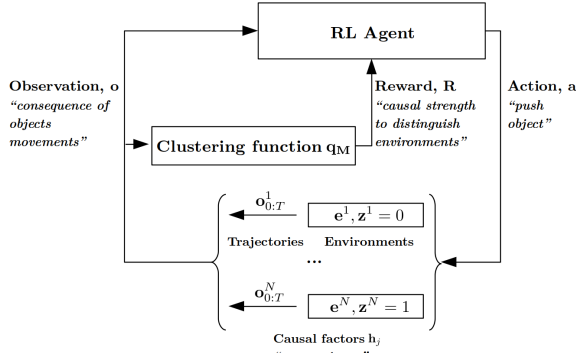 RL Agent
Observation, o
“consequence of
objects
movements”
Reward, R
“causal strength
to distinguish
environments”
Action, a
“push
object”
Clustering function q_M
o^1_{0:T}
e^1, z^1 = 0
Trajectories
Environments
...
o^N_{0:T}
e^N, z^N = 1
Causal factors h_j